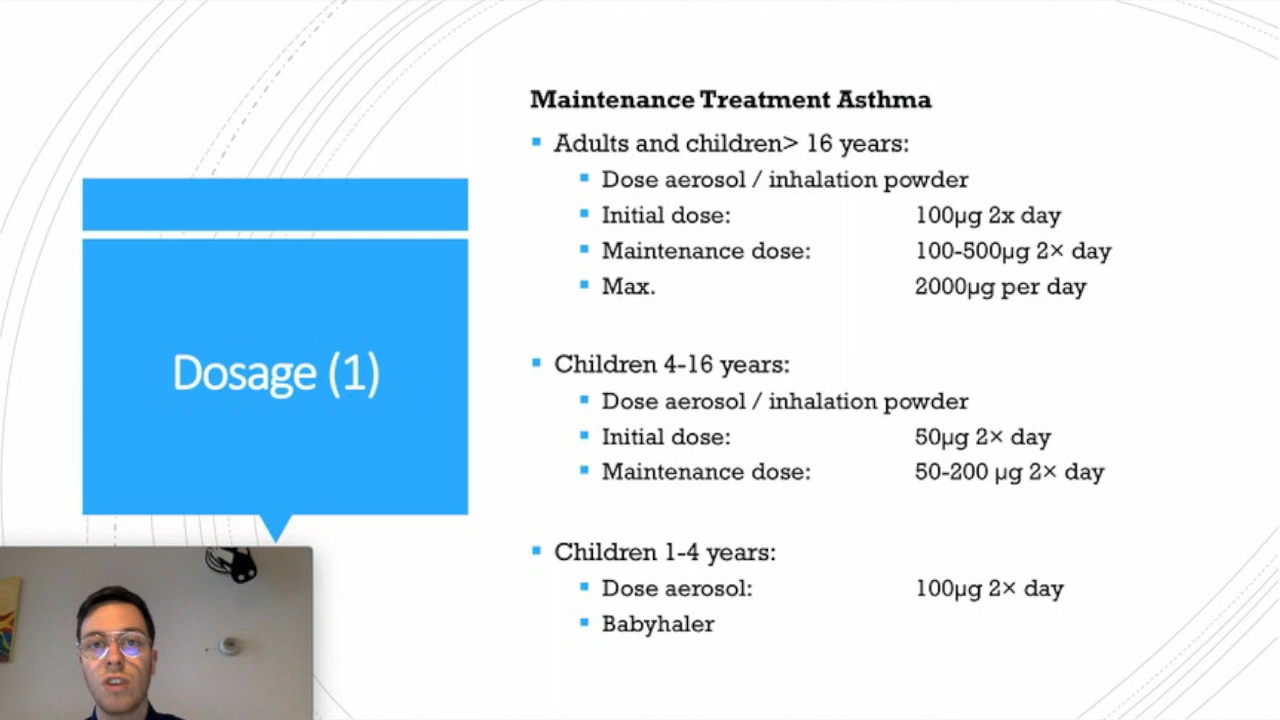 Dosage (1)
Maintenance Treatment Asthma
Adults and children> 16 years:
Dose aerosol / inhalation powder
Initial dose: 100µg 2x day
Maintenance dose: 100-500µg 2× day
Max. 2000µg per day
Children 4-16 years:
Dose aerosol / inhalation powder
Initial dose: 50µg 2× day
Maintenance dose: 50-200 µg 2× day
Children 1-4 years:
Dose aerosol: 100µg 2× day
Babyhaler